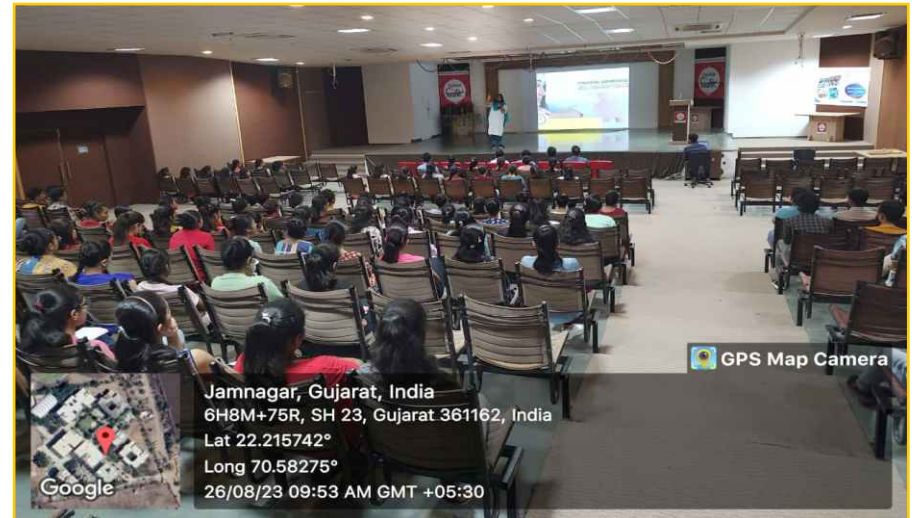 GPS Map Camera
Jamnagar, Gujarat, India
6H8M+75R, SH 23, Gujarat 361162, India
Lat 22.215742°
Long 70.58275°
26/08/23 09:53 AM GMT +05:30
Google